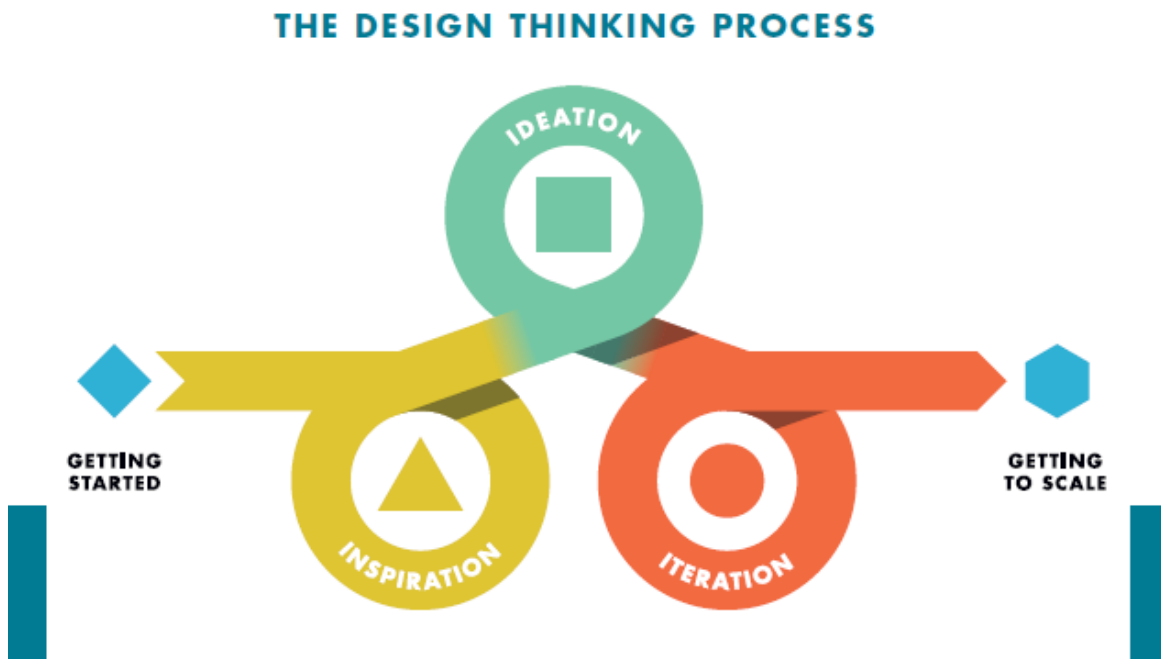 THE DESIGN THINKING PROCESS
IDEATION
GETTING
STARTED
INSPIRATION
ITERATION
GETTING
TO SCALE